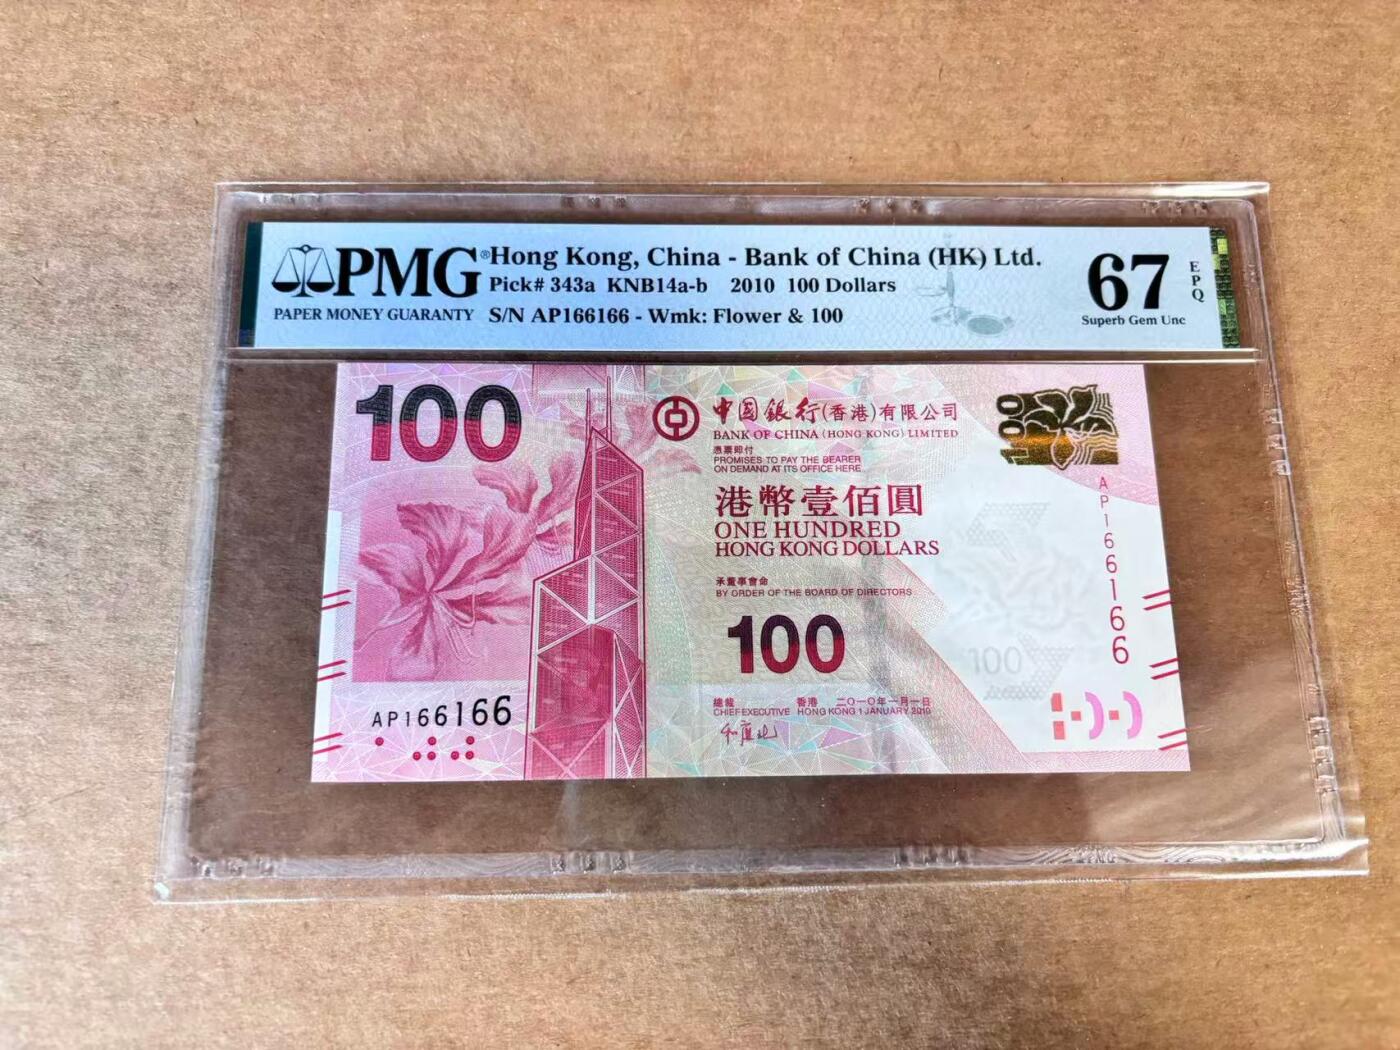 PMG®
PAPER MONEY GUARANTY
Hong Kong, China - Bank of China (HK) Ltd.
Pick# 343a KNB14a-b 2010 100 Dollars
S/N AP166166 - Wmk: Flower & 100
67
EPQ
Superb Gem Unc
100
中国銀行(香港)有限公司
BANK OF CHINA (HONG KONG) LIMITED
憑票即付
PROMISES TO PAY THE BEARER
ON DEMAND AT ITS OFFICE HERE
港幣壹佰圓
ONE HUNDRED
HONG KONG DOLLARS
承董事會命
BY ORDER OF THE BOARD OF DIRECTORS
100
總裁 香港 二〇一〇年一月一日
CHIEF EXECUTIVE HONG KONG 1 JANUARY 2010
AP166166
100
AP166166
100